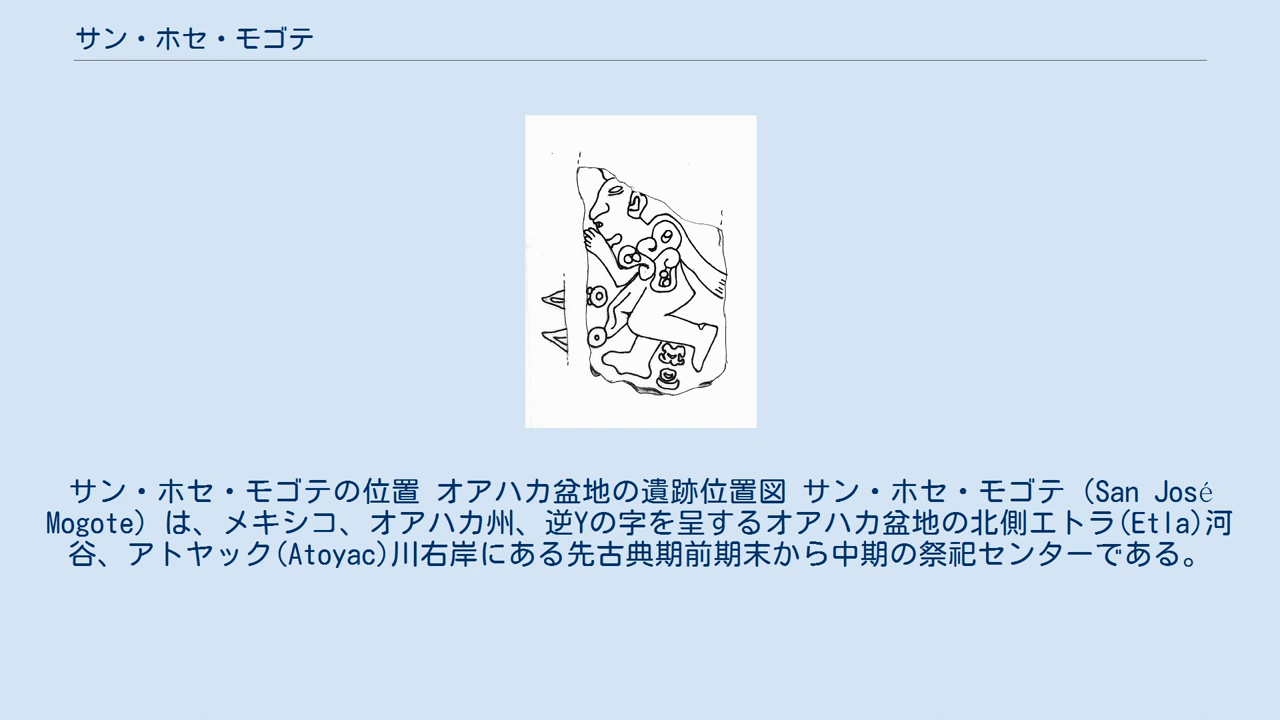 サン・ホセ・モゴテ
サン・ホセ・モゴテの位置 オアハカ盆地の遺跡位置図 サン・ホセ・モゴテ（San José
Mogote）は、メキシコ、オアハカ州、逆Yの字を呈するオアハカ盆地の北側エトラ(Etla)河
谷、アトヤック(Atoyac)川右岸にある先古典期前期末から中期の祭祀センターである。